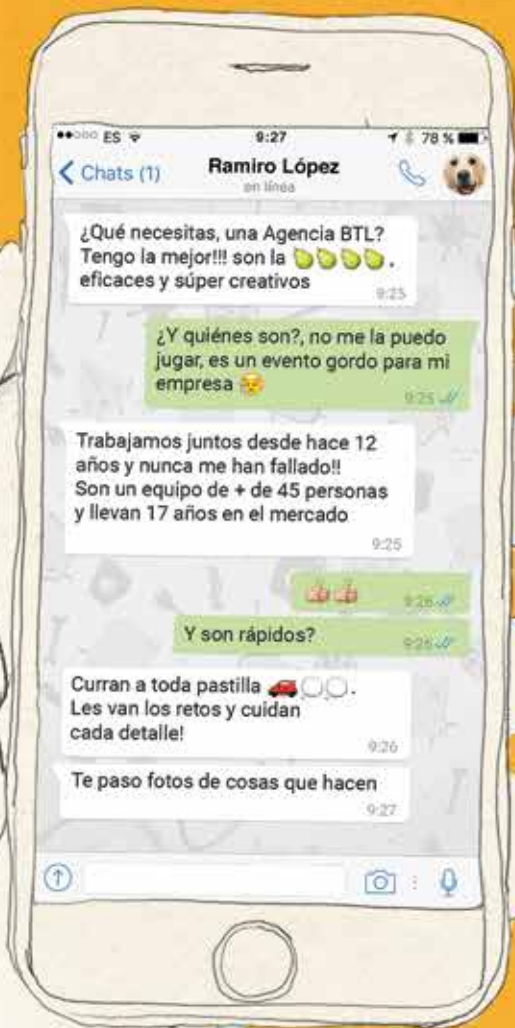 ES 9:27 78 %
Chats (1) Ramiro López
en línea
¿Qué necesitas, una Agencia BTL?
Tengo la mejor!!! son la 🍐🍐🍐🍐.
eficaces y súper creativos
9:25
¿Y quiénes son?, no me la puedo
jugar, es un evento gordo para mi
empresa 😥
9:25
Trabajamos juntos desde hace 12
años y nunca me han fallado!!
Son un equipo de + de 45 personas
y llevan 17 años en el mercado
9:25
👍👍 9:26
Y son rápidos? 9:26
Curran a toda pastilla 🚗💨💨.
Les van los retos y cuidan
cada detalle!
9:26
Te paso fotos de cosas que hacen
9:27